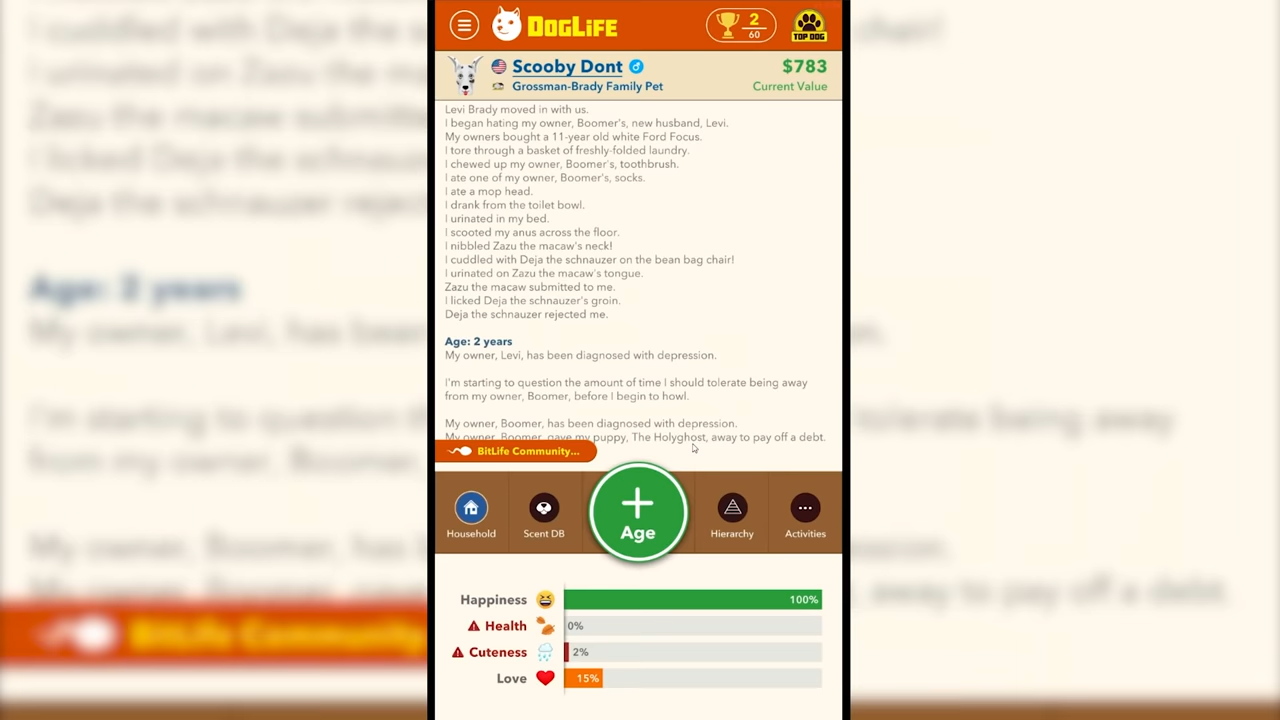 DOGLIFE
2
60
TOP DOG
Scooby Dont
$783
Grossman-Brady Family Pet
Current Value
Levi Brady moved in with us.
I began hating my owner, Boomer's, new husband, Levi.
My owners bought a 11-year old white Ford Focus.
I tore through a basket of freshly-folded laundry.
I chewed up my owner, Boomer's, toothbrush.
I ate one of my owner, Boomer's, socks.
I ate a mop head.
I drank from the toilet bowl.
I urinated in my bed.
I scooted my anus across the floor.
I nibbled Zazu the macaw's neck!
I cuddled with Deja the schnauzer on the bean bag chair!
I urinated on Zazu the macaw's tongue.
Zazu the macaw submitted to me.
I licked Deja the schnauzer's groin.
Deja the schnauzer rejected me.
Age: 2 years
My owner, Levi, has been diagnosed with depression.
I'm starting to question the amount of time I should tolerate being away
from my owner, Boomer, before I begin to howl.
My owner, Boomer, has been diagnosed with depression.
My owner, Boomer, gave my puppy, The Holyghost, away to pay off a debt.
BitLife Community...
Household
Scent DB
+
Age
Hierarchy
Activities
Happiness
100%
Health
0%
Cuteness
2%
Love
15%